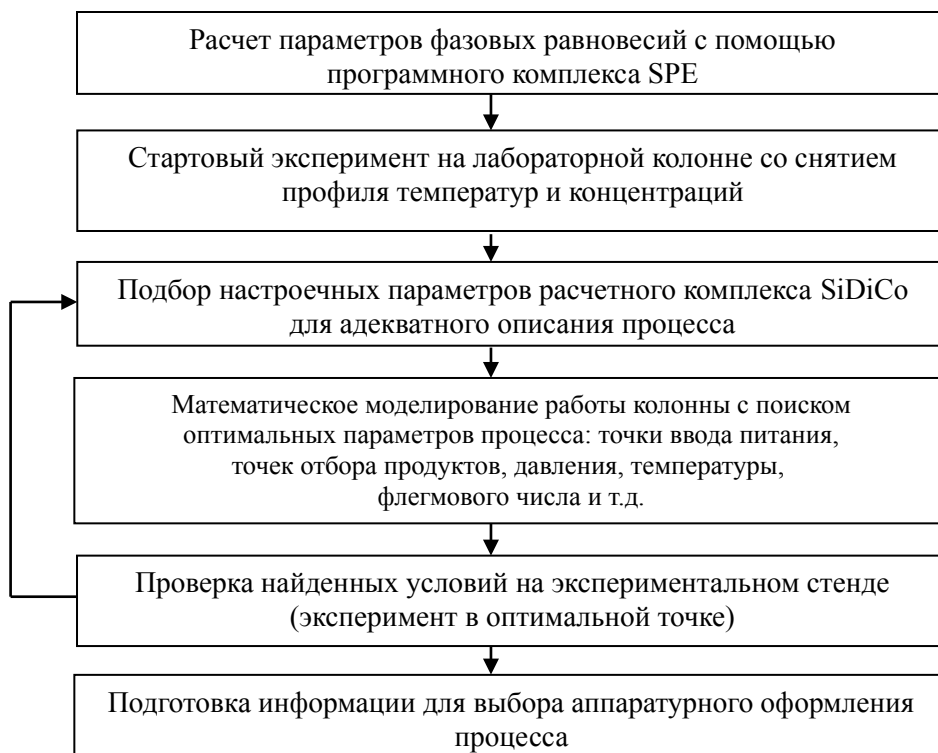 Расчет параметров фазовых равновесий с помощью
программного комплекса SPE
Стартовый эксперимент на лабораторной колонне со снятием
профиля температур и концентраций
Подбор настроечных параметров расчетного комплекса SiDiCo
для адекватного описания процесса
Математическое моделирование работы колонны с поиском
оптимальных параметров процесса: точки ввода питания,
точек отбора продуктов, давления, температуры,
флегмового числа и т.д.
Проверка найденных условий на экспериментальном стенде
(эксперимент в оптимальной точке)
Подготовка информации для выбора аппаратурного оформления
процесса